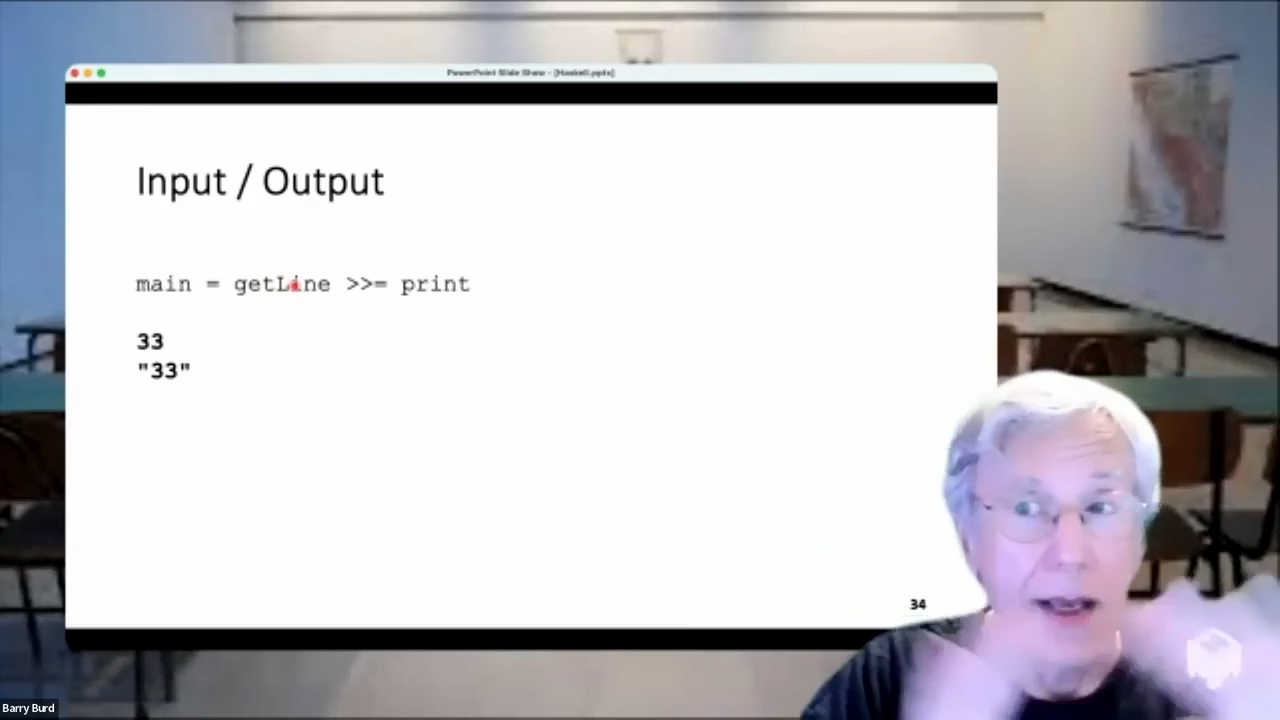 PowerPoint Slide Show - [Haskell.pptx]
Input / Output
main = getLine >>= print
33
"33"
34
Barry Burd